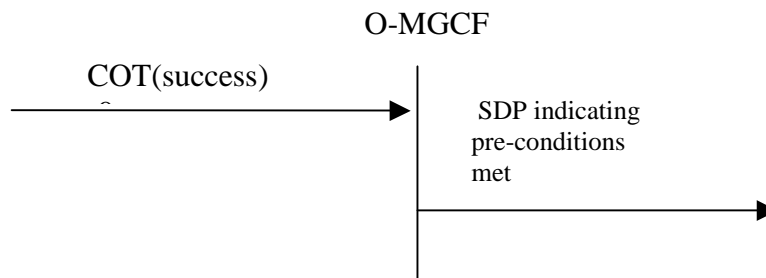 O-MGCF
COT(success)
SDP indicating
pre-conditions
met